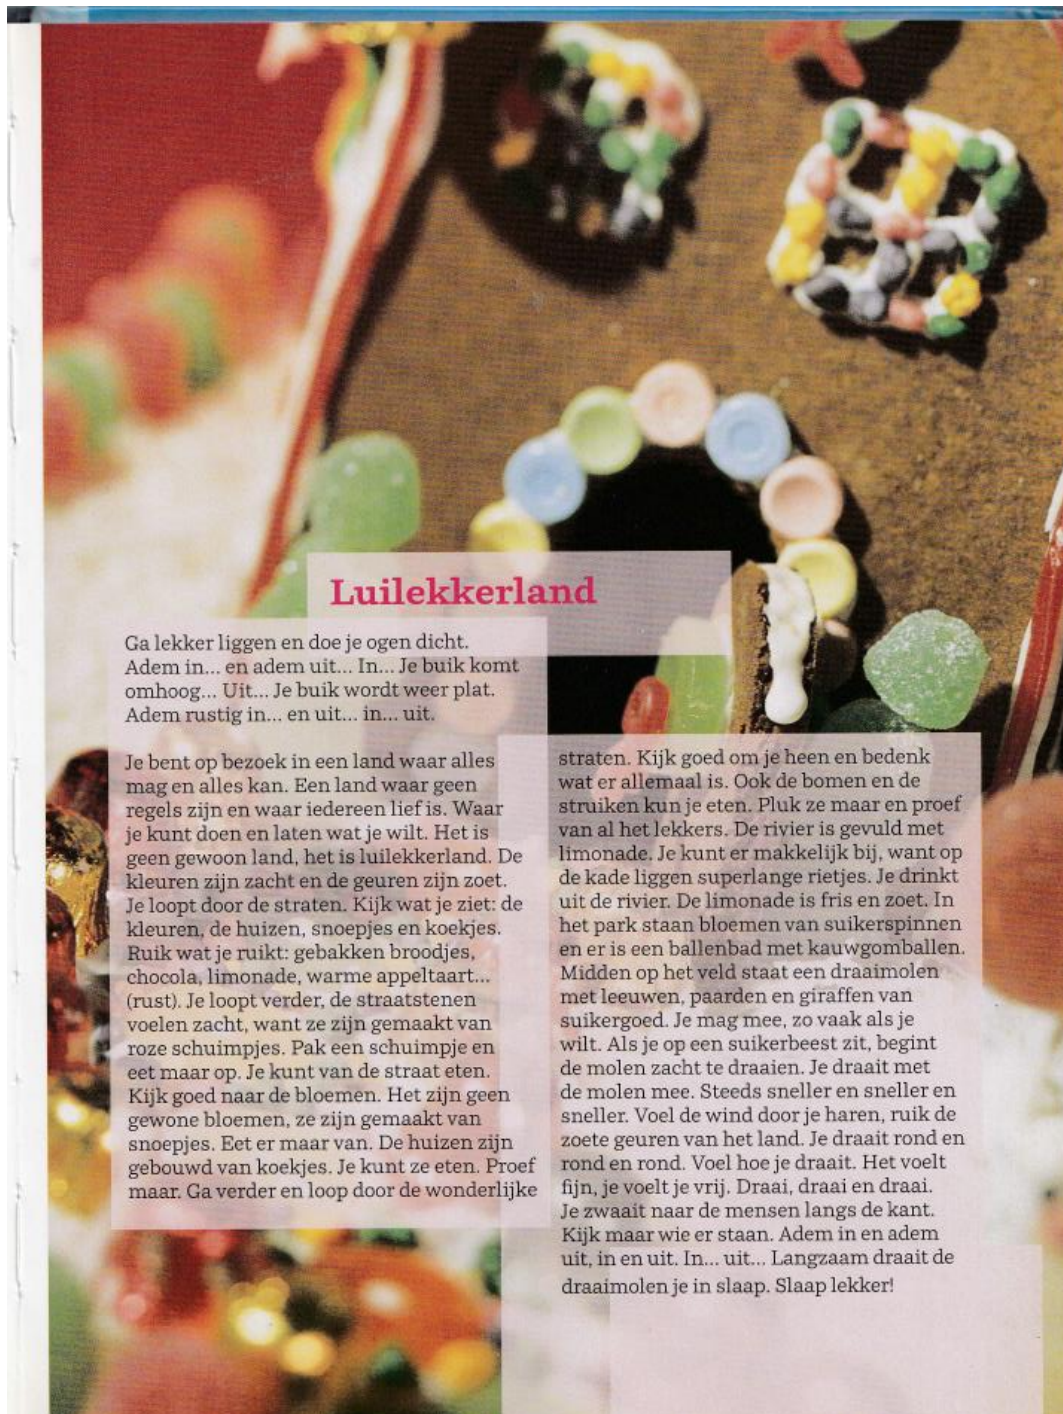 Luilekkerland
Ga lekker liggen en doe je ogen dicht.
Adem in... en adem uit... In... Je buik komt
omhoog... Uit... Je buik wordt weer plat.
Adem rustig in... en uit... in... uit.
Je bent op bezoek in een land waar alles
mag en alles kan. Een land waar geen
regels zijn en waar iedereen lief is. Waar
je kunt doen en laten wat je wilt. Het is
geen gewoon land, het is luilekkerland. De
kleuren zijn zacht en de geuren zijn zoet.
Je loopt door de straten. Kijk wat je ziet: de
kleuren, de huizen, snoepjes en koekjes.
Ruik wat je ruikt: gebakken broodjes,
chocola, limonade, warme appeltaart...
(rust). Je loopt verder, de straatstenen
voelen zacht, want ze zijn gemaakt van
roze schuimpjes. Pak een schuimpje en
eet maar op. Je kunt van de straat eten.
Kijk goed naar de bloemen. Het zijn geen
gewone bloemen, ze zijn gemaakt van
snoepjes. Eet er maar van. De huizen zijn
gebouwd van koekjes. Je kunt ze eten. Proef
maar. Ga verder en loop door de wonderlijke
straten. Kijk goed om je heen en bedenk
wat er allemaal is. Ook de bomen en de
struiken kun je eten. Pluk ze maar en proef
van al het lekkers. De rivier is gevuld met
limonade. Je kunt er makkelijk bij, want op
de kade liggen superlange rietjes. Je drinkt
uit de rivier. De limonade is fris en zoet. In
het park staan bloemen van suikerspinnen
en er is een ballenbad met kauwgomballen.
Midden op het veld staat een draaimolen
met leeuwen, paarden en giraffen van
suikergoed. Je mag mee, zo vaak als je
wilt. Als je op een suikerbeest zit, begint
de molen zacht te draaien. Je draait met
de molen mee. Steeds sneller en sneller en
sneller. Voel de wind door je haren, ruik de
zoete geuren van het land. Je draait rond en
rond en rond. Voel hoe je draait. Het voelt
fijn, je voelt je vrij. Draai, draai en draai.
Je zwaait naar de mensen langs de kant.
Kijk maar wie er staan. Adem in en adem
uit, in en uit. In... uit... Langzaam draait de
draaimolen je in slaap. Slaap lekker!